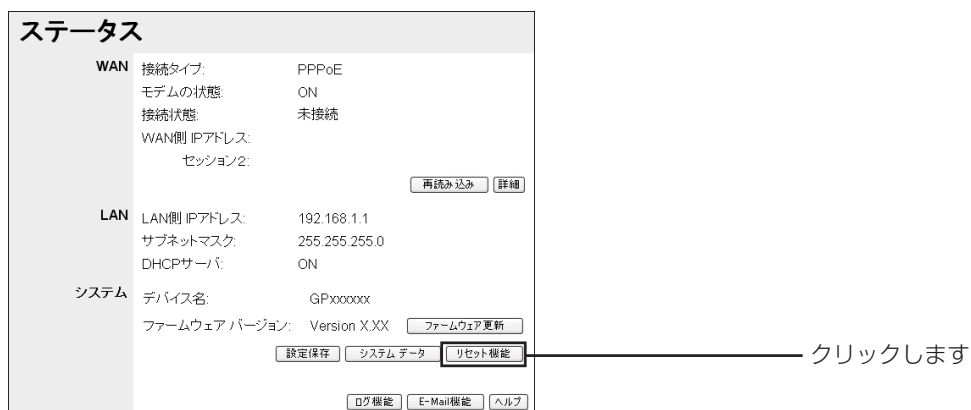 ステータス
WAN 接続タイプ: PPPoE
モデムの状態: ON
接続状態: 未接続
WAN側 IPアドレス:
セッション2:
再読み込み 詳細
LAN LAN側 IPアドレス: 192.168.1.1
サブネットマスク: 255.255.255.0
DHCPサーバ: ON
システム デバイス名: GPxxxxxx
ファームウェア バージョン: Version X.XX ファームウェア更新
設定保存 システム データ リセット機能 クリックします
ログ機能 E-Mail機能 ヘルプ